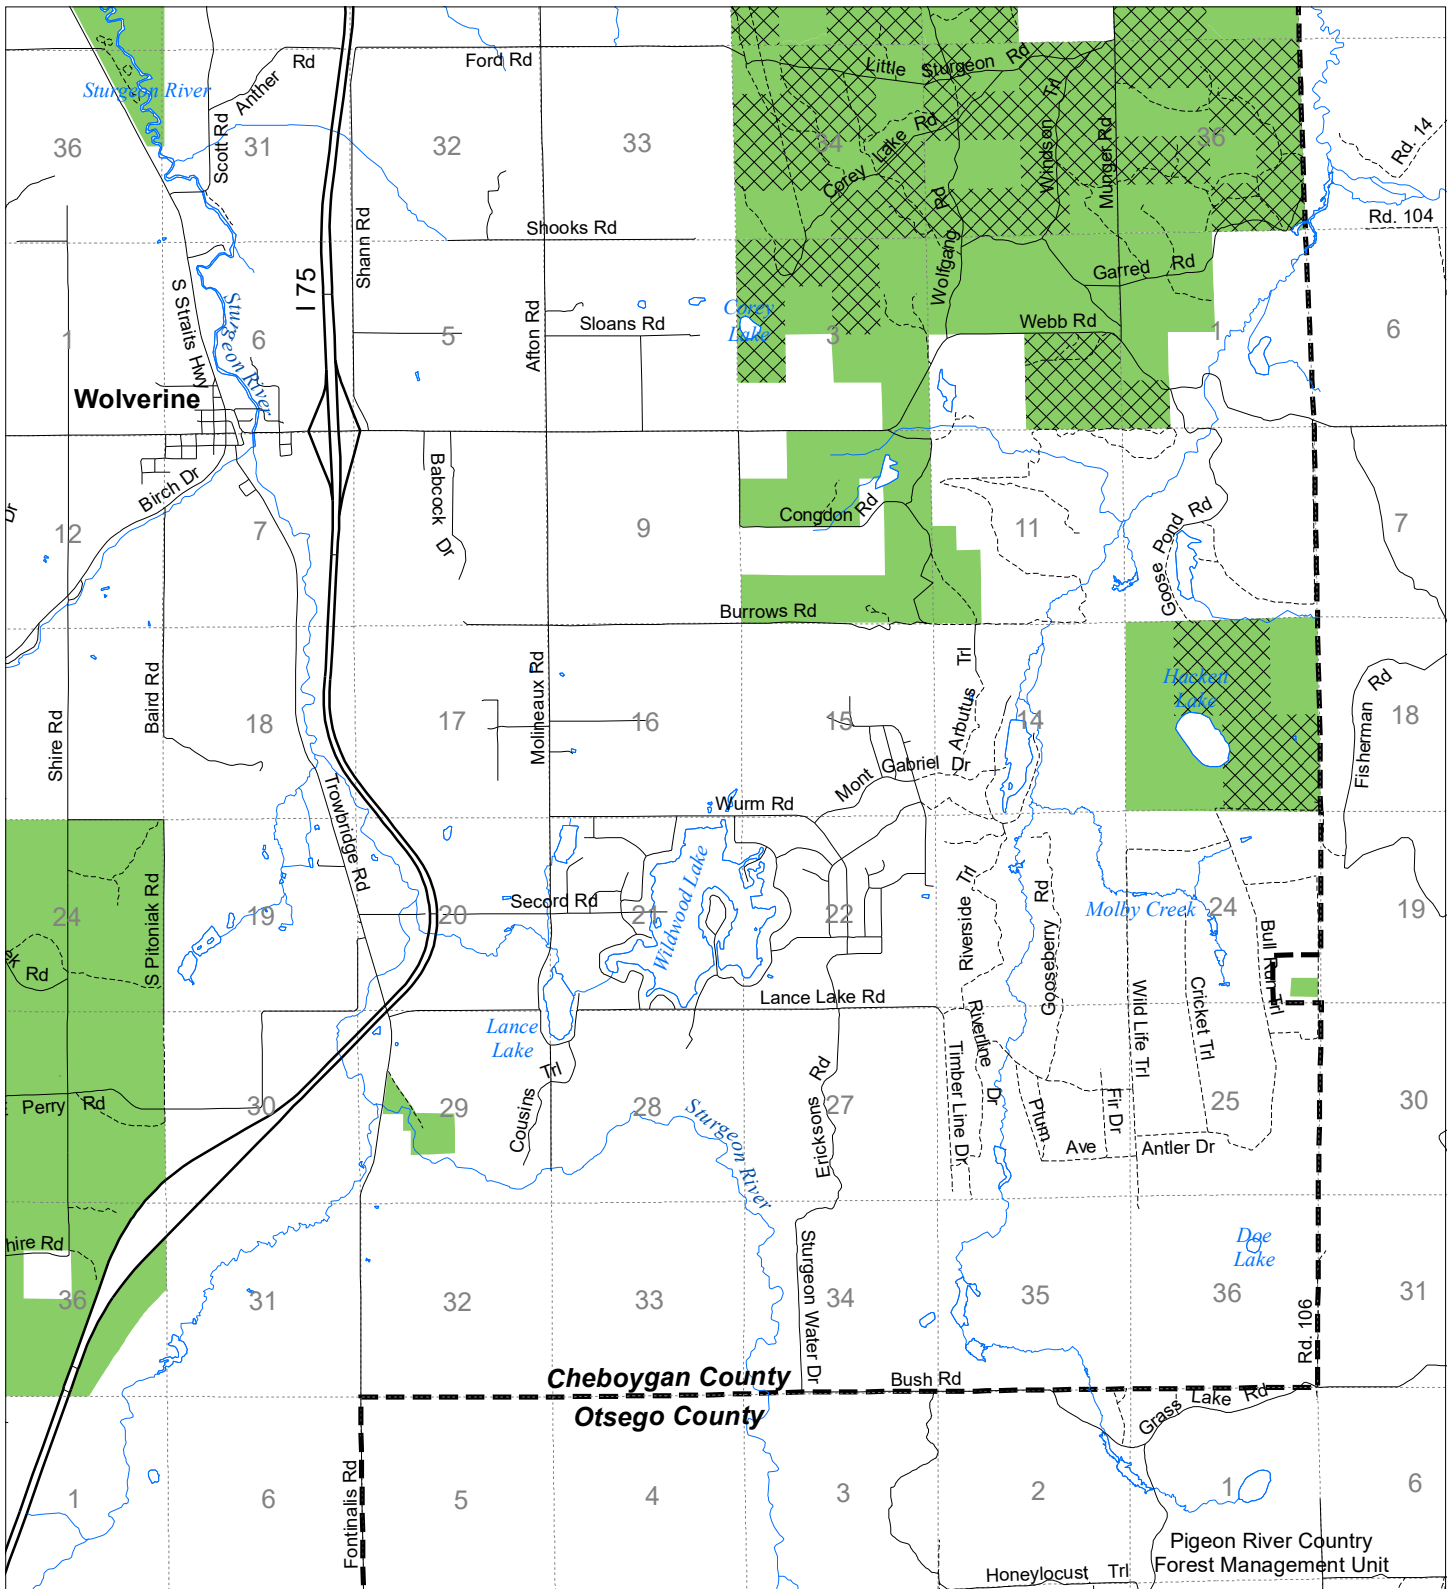 Ford Rd
Little Sturgeon Rd
Anther Rd
Sturgeon River
Scott Rd
36
31
32
33
34
36
Corey Lake Rd
Windson Trl
Munger Rd
Rd. 14
Rd. 104
Shooks Rd
Shann Rd
I 75
Wolfgang Rd
Garred Rd
S Straits Hwy
Sturgeon River
Afton Rd
Sloans Rd
Corey
Lake
Webb Rd
1
6
5
3
1
6
Wolverine
Birch Dr
Babcock Dr
Congdon Rd
Goose Pond Rd
Dr
12
7
9
11
7
Burrows Rd
Baird Rd
Shire Rd
Molineaux Rd
Arbutus Trl
Hackett
Lake
Fisherman Rd
18
17
16
15
14
18
Mont Gabriel Dr
Trowbridge Rd
Wurm Rd
S Pitoniak Rd
Secord Rd
Wildwood Lake
Riverside Trl
Gooseberry Rd
Molby Creek
24
19
20
21
22
24
19
Bull Run Trl
Rd
Lance Lake Rd
Lance
Lake
Cousins Trl
Riverline Dr
Timber Line Dr
Wild Life Trl
Cricket Trl
Ericksons Rd
Perry Rd
30
29
28
27
25
30
Plum Ave
Fir Dr
Antler Dr
Sturgeon River
hire Rd
Sturgeon Water Dr
Doe
Lake
36
31
32
33
34
35
36
31
Rd. 106
Cheboygan County
Bush Rd
Otsego County
Grass Lake Rd
Fontinalis Rd
1
6
5
4
3
2
1
6
Pigeon River Country
Forest Management Unit
Honeylocust Trl